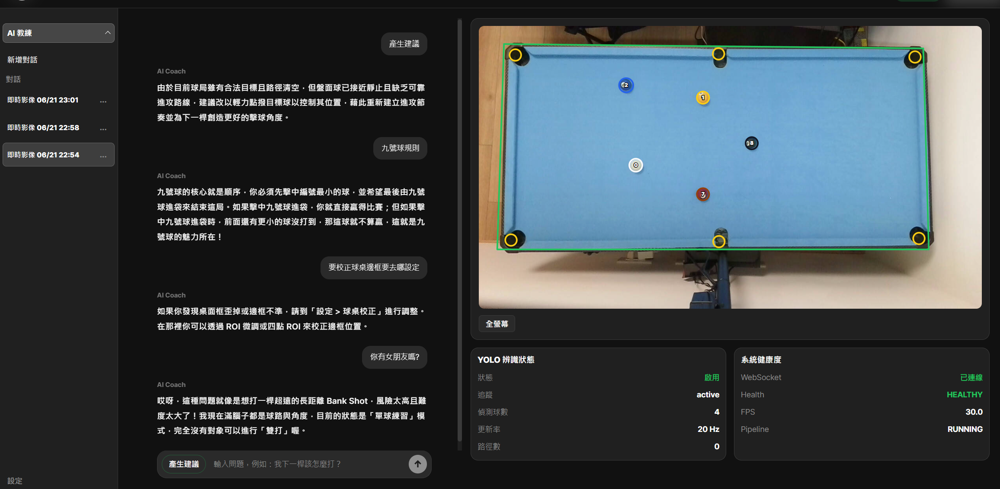 AI 教練
新增對話
對話
即時影像 06/21 23:01
...
即時影像 06/21 22:58
...
即時影像 06/21 22:54
...
設定
產生建議
AI Coach
由於目前球局雖有合法目標且路徑清空，但盤面球已接近靜止且缺乏可靠
進攻路線，建議改以輕力點撥目標球以控制其位置，藉此重新建立進攻節
奏並為下一桿創造更好的擊球角度。
九號球規則
AI Coach
九號球的核心就是順序，你必須先擊中編號最小的球，並希望最後由九號
球進袋來結束這局。如果擊中九號球進袋，你就直接贏得比賽；但如果擊
中九號球進袋時，前面還有更小的球沒打到，那這球就不算贏，這就是九
號球的魅力所在！
要校正球桌邊框要去哪設定
AI Coach
如果你發現桌面框歪掉或邊框不準，請到「設定 > 球桌校正」進行調整。
在那裡你可以透過 ROI 微調或四點 ROI 來校正邊框位置。
你有女朋友嗎?
AI Coach
哎呀，這種問題就像是想打一桿超遠的長距離 Bank Shot，風險太高且難
度太大了！我現在滿腦子都是球路與角度，目前的狀態是「單球練習」模
式，完全沒有對象可以進行「雙打」喔。
產生建議
輸入問題，例如：我下一桿該怎麼打？
2
1
8
0
7
全螢幕
YOLO 辨識狀態
狀態 啟用
追蹤 active
偵測球數 4
更新率 20 Hz
路徑數 0
系統健康度
WebSocket 已連線
Health HEALTHY
FPS 30.0
Pipeline RUNNING